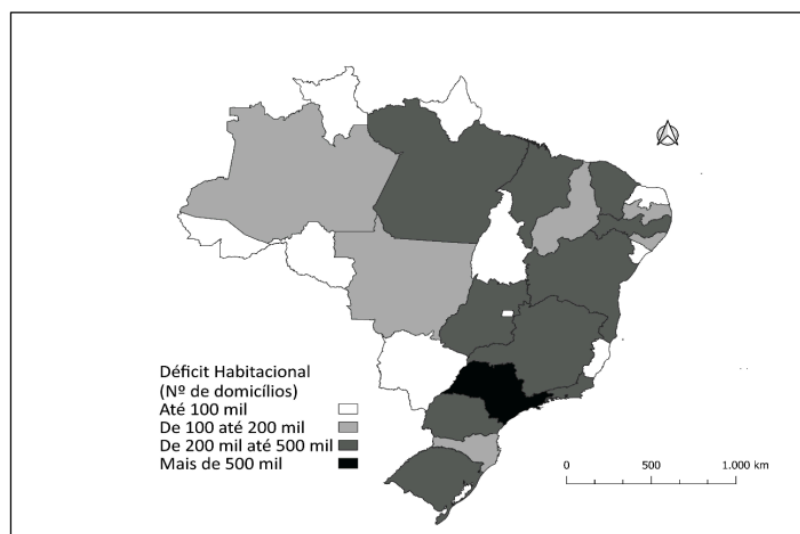 Déficit Habitacional
(Nº de domicílios)
Até 100 mil
De 100 até 200 mil
De 200 mil até 500 mil
Mais de 500 mil
0 500 1.000 km